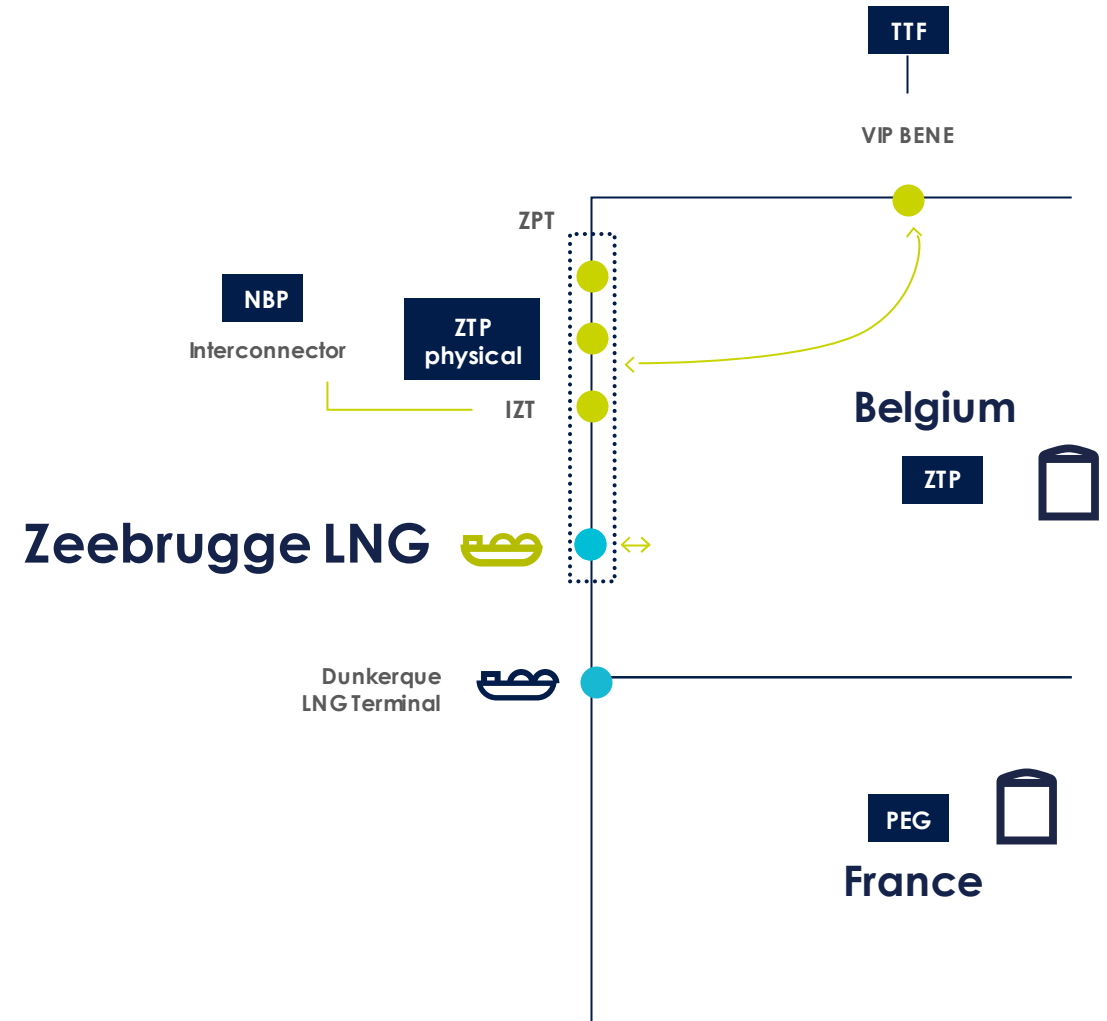 TTF
VIP BENE
ZPT
NBP
Interconnector
ZTP
physical
IZT
Belgium
ZTP
Zeebrugge LNG
Dunkerque
LNG Terminal
PEG
France